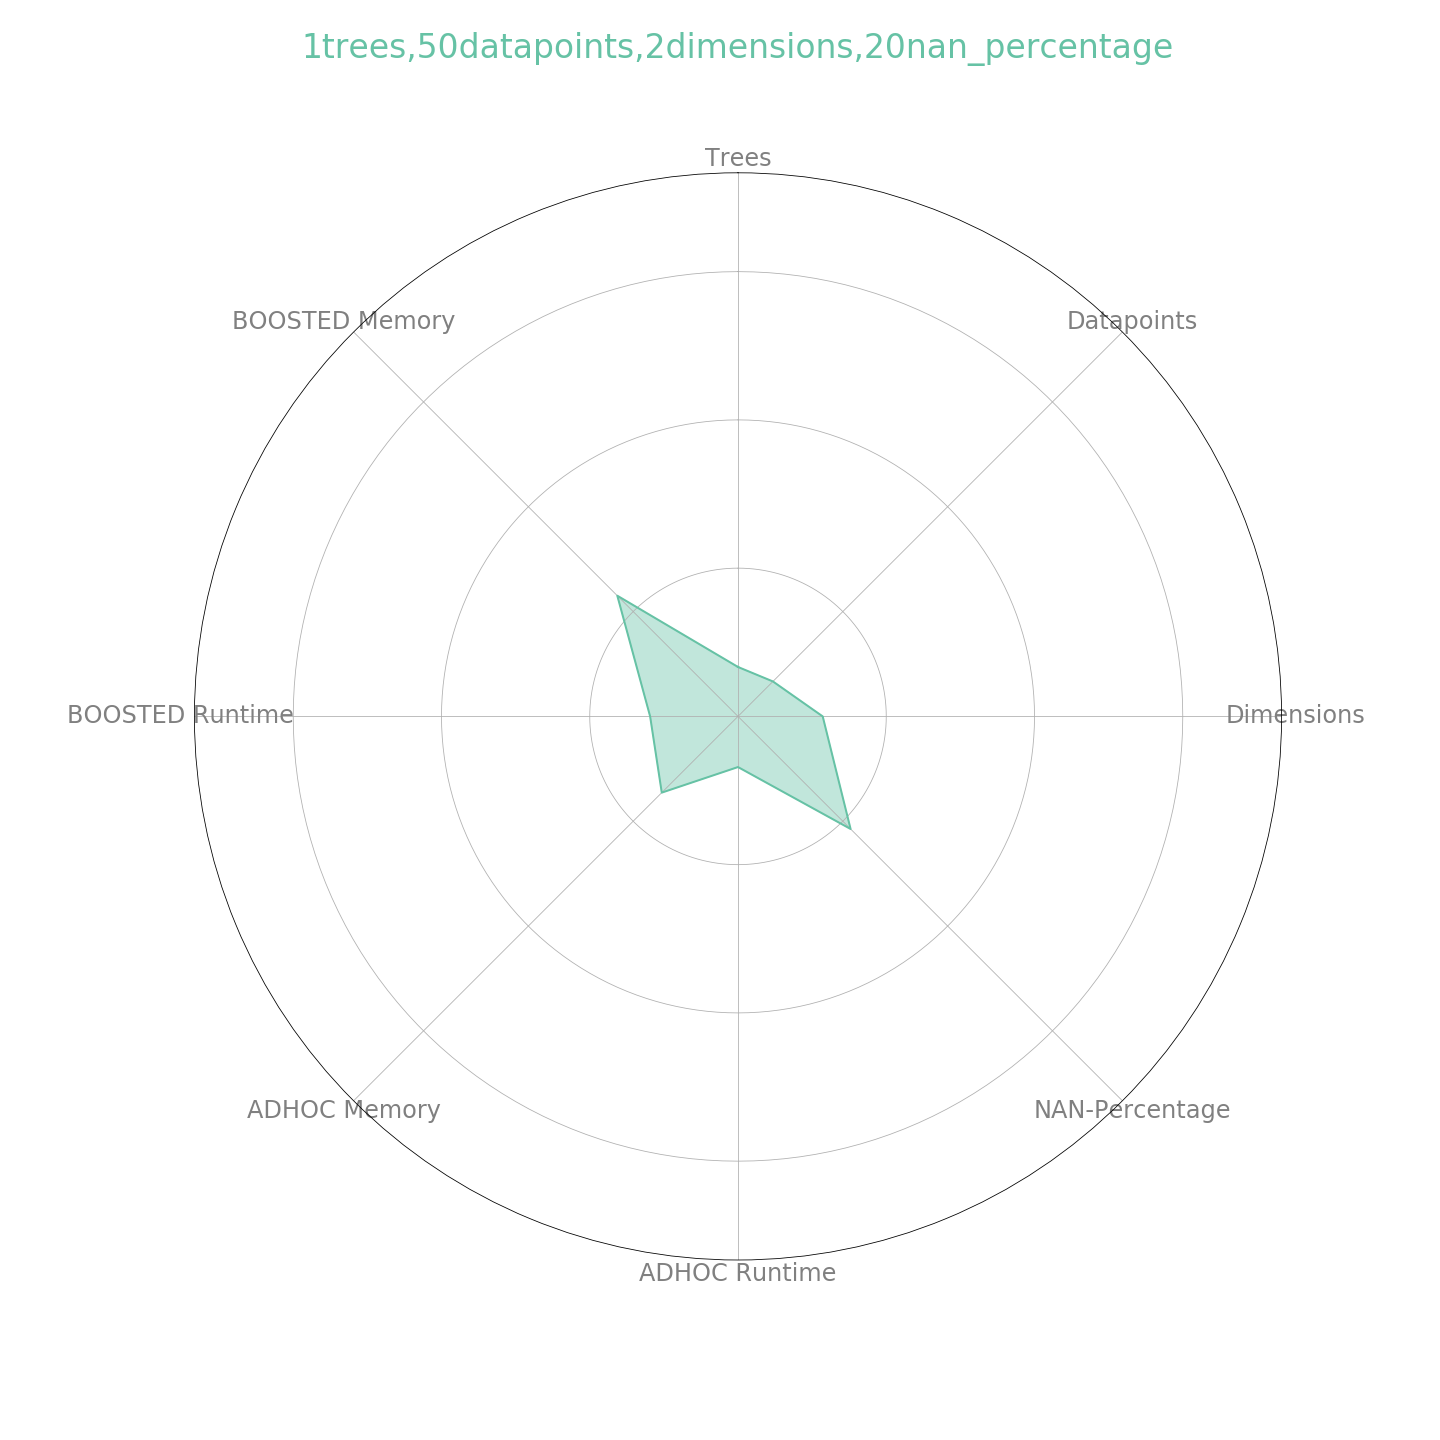 1trees,50datapoints,2dimensions,20nan_percentage
Trees
BOOSTED Memory
Datapoints
BOOSTED Runtime
Dimensions
ADHOC Memory
NAN-Percentage
ADHOC Runtime